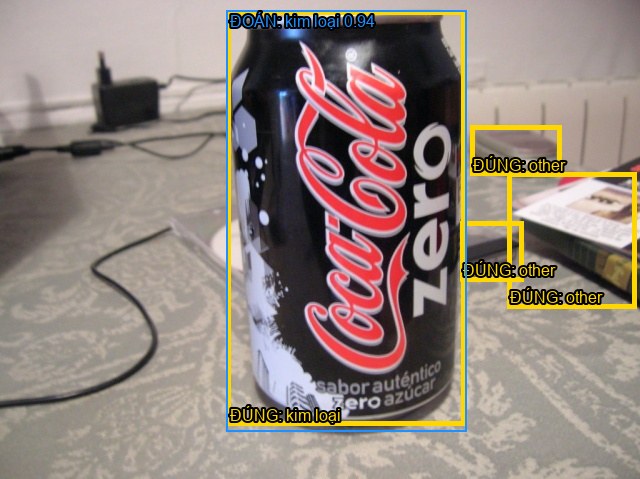 ĐOÁN: kim loại 0.94
Coca-Cola
zero
sabor auténtico
zero azúcar
ĐÚNG: kim loại
ĐÚNG: other
ĐÚNG: other
ĐÚNG: other